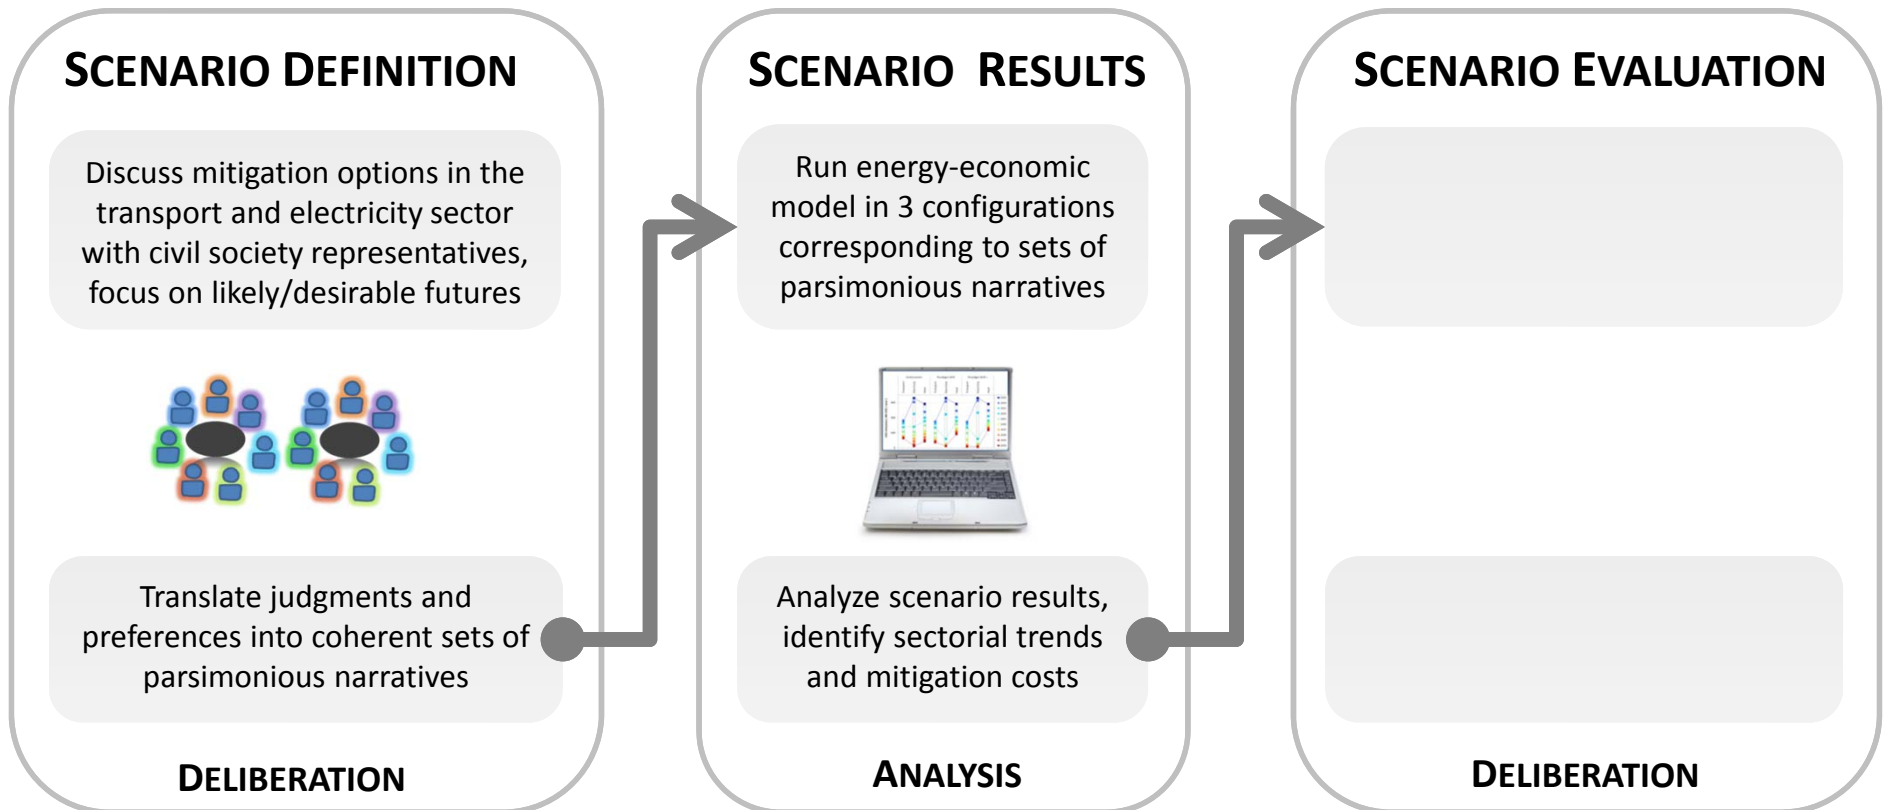 SCENARIO DEFINITION
Discuss mitigation options in the
transport and electricity sector
with civil society representatives,
focus on likely/desirable futures
Translate judgments and
preferences into coherent sets of
parsimonious narratives
DELIBERATION
SCENARIO RESULTS
Run energy-economic
model in 3 configurations
corresponding to sets of
parsimonious narratives
Analyze scenario results,
identify sectorial trends
and mitigation costs
ANALYSIS
SCENARIO EVALUATION
DELIBERATION